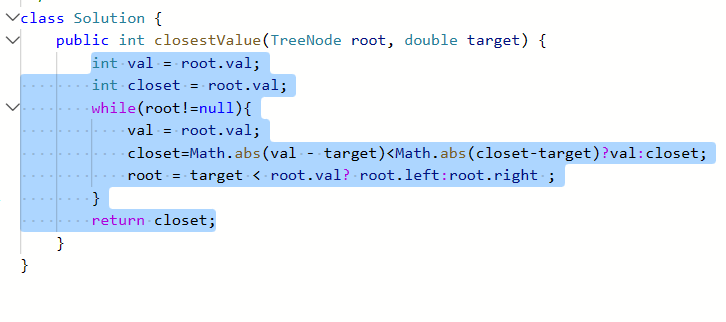 class Solution {
public int closestValue(TreeNode root, double target) {
int val = root.val;
int closet = root.val;
while(root!=null){
val = root.val;
closet=Math.abs(val - target)<Math.abs(closet-target)?val:closet;
root = target < root.val? root.left:root.right ;
}
return closet;
}
}